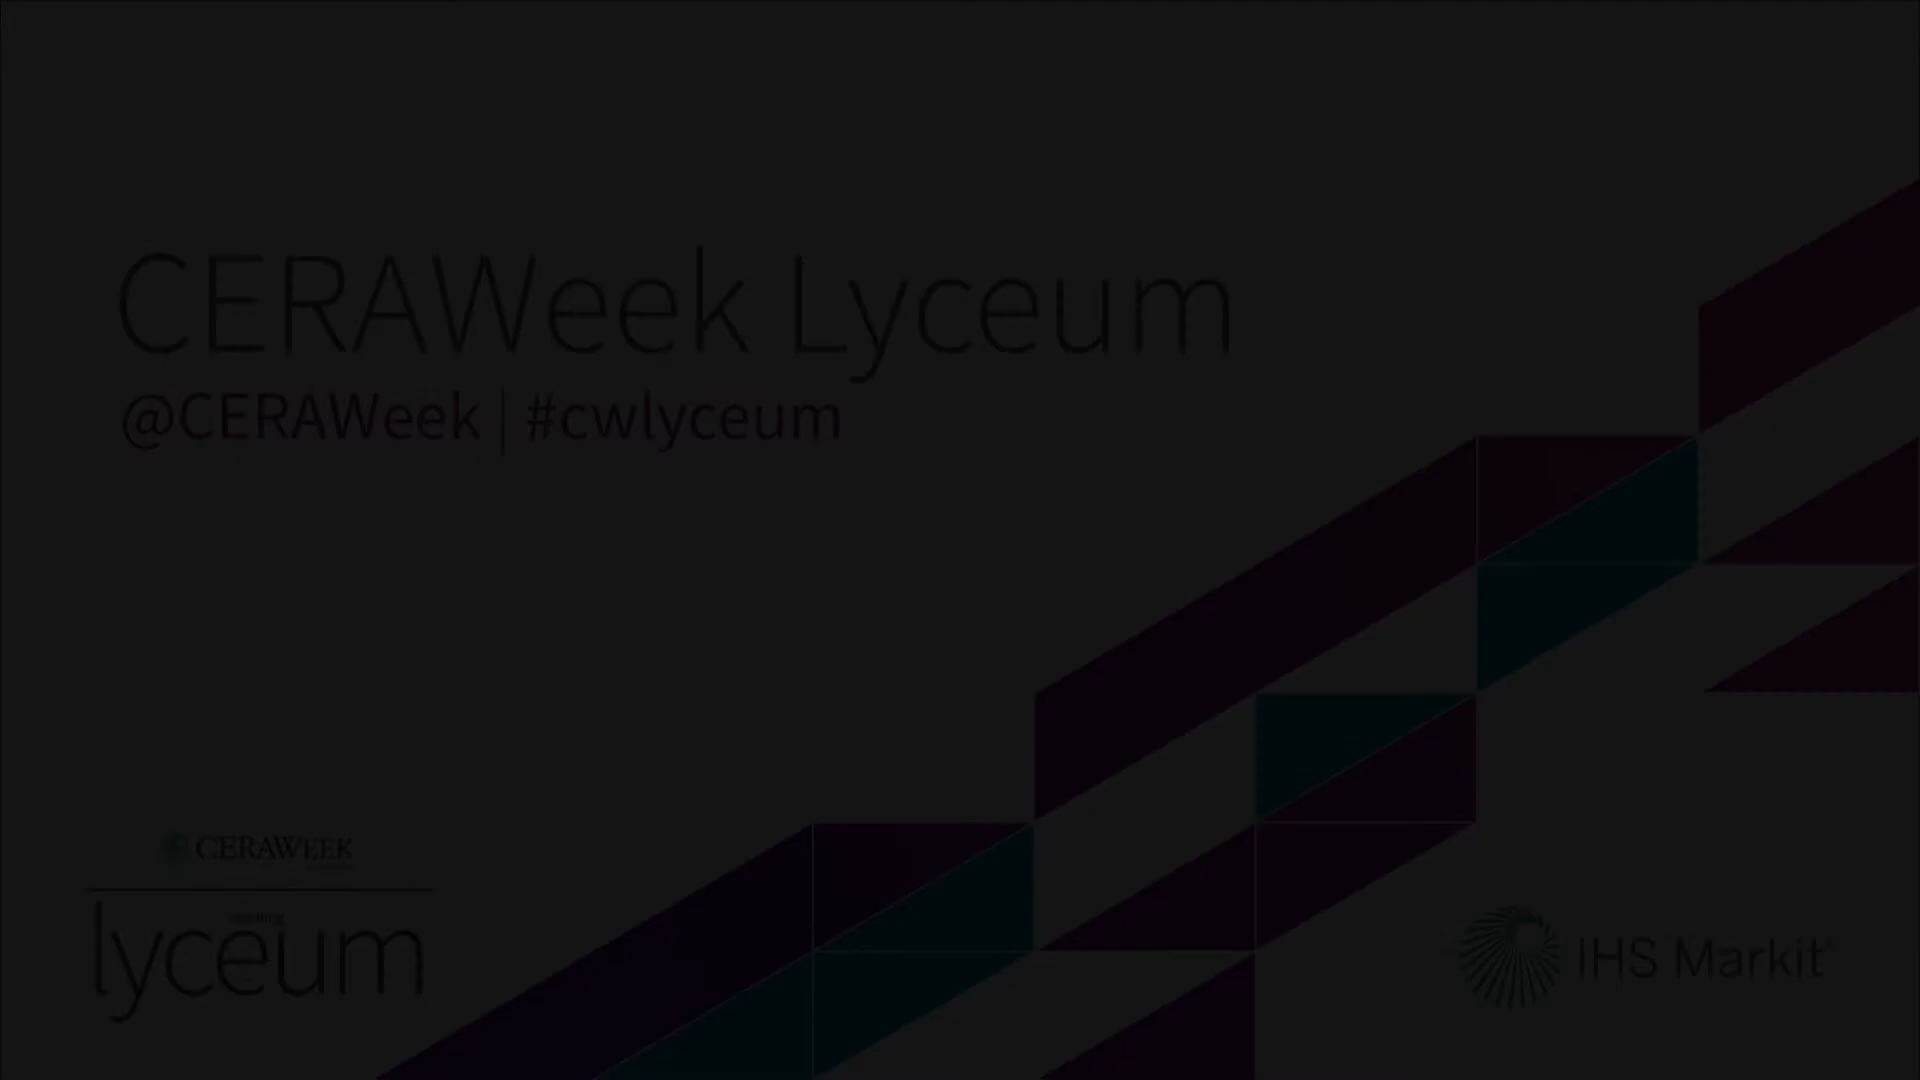 CERAWeek Lyceum
@CERAWeek | #cwlyceum
CERAWEEK
lyceum
IHS Markit